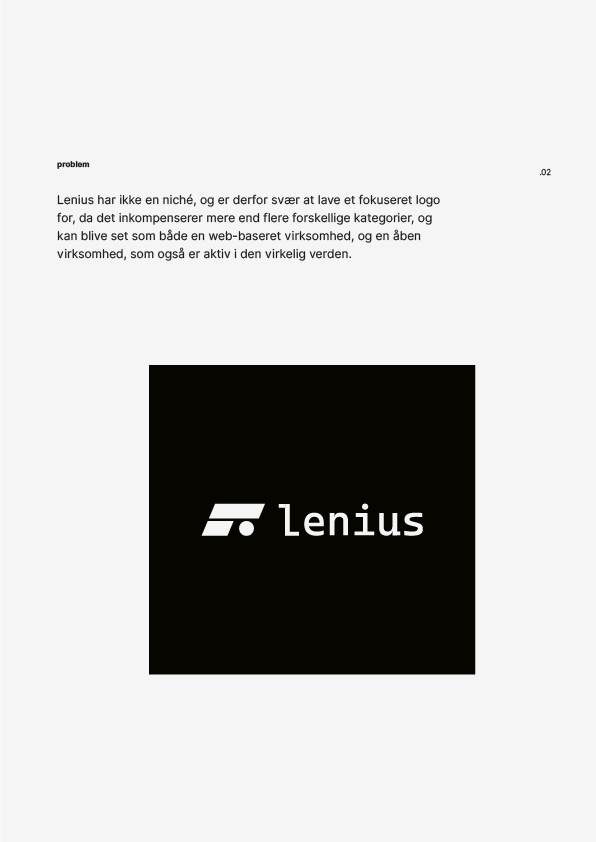 problem
.02
Lenius har ikke en niché, og er derfor svær at lave et fokuseret logo
for, da det inkompenserer mere end flere forskellige kategorier, og
kan blive set som både en web-baseret virksomhed, og en åben
virksomhed, som også er aktiv i den virkelig verden.
lenius